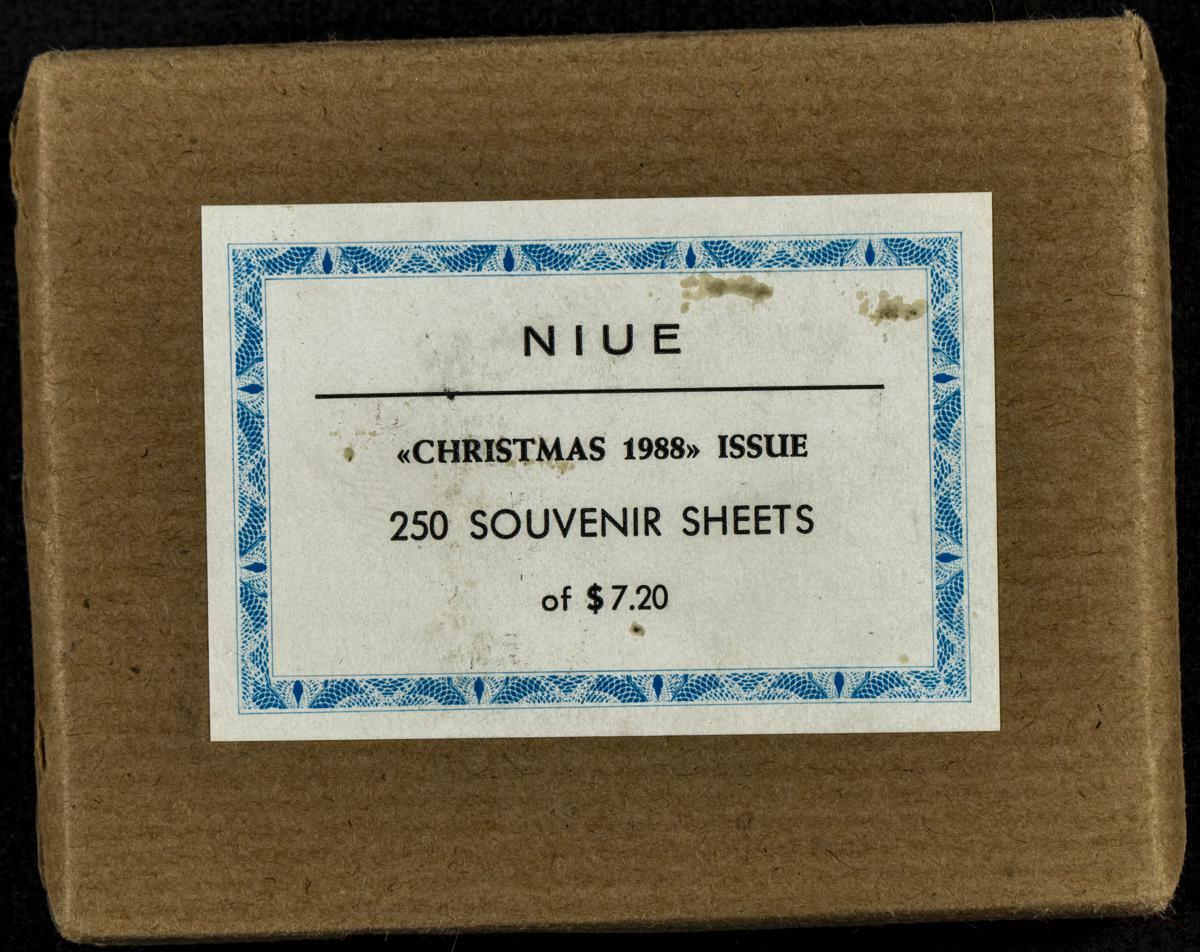 NIUE
«CHRISTMAS 1988» ISSUE
250 SOUVENIR SHEETS
of $7.20